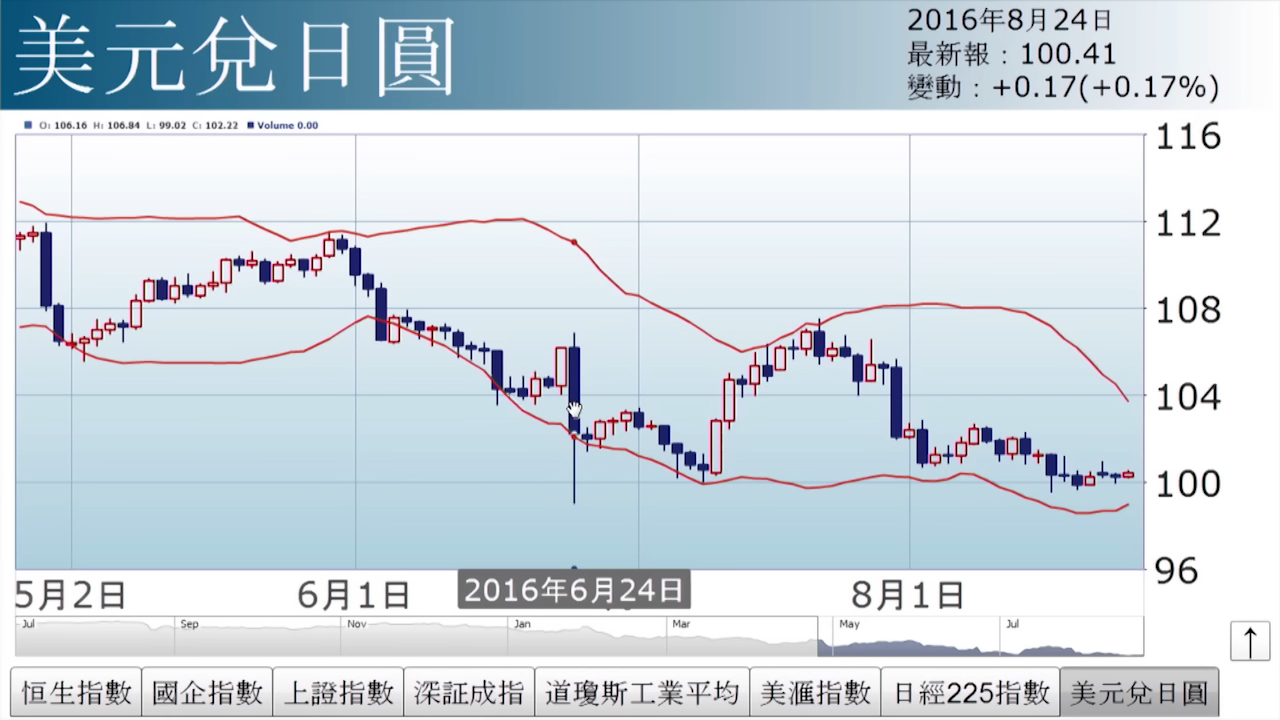 美元兌日圓
2016年8月24日
最新報：100.41
變動：+0.17(+0.17%)
O: 106.16 H: 106.84 L: 99.02 C: 102.22 Volume 0.00
116
112
108
104
100
96
5月2日 6月1日 2016年6月24日 8月1日
Jul Sep Nov Jan Mar May Jul
↑
恒生指數 國企指數 上證指數 深証成指 道瓊斯工業平均 美滙指數 日經225指數 美元兌日圓